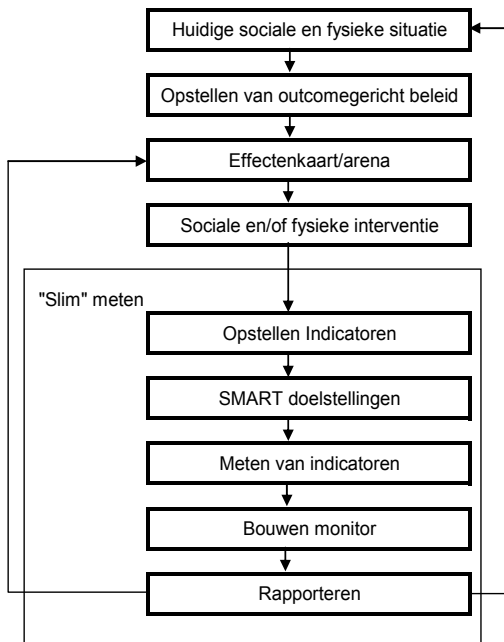 Huidige sociale en fysieke situatie
Opstellen van outcomegericht beleid
Effectenkaart/arena
Sociale en/of fysieke interventie
"Slim" meten
Opstellen Indicatoren
SMART doelstellingen
Meten van indicatoren
Bouwen monitor
Rapporteren